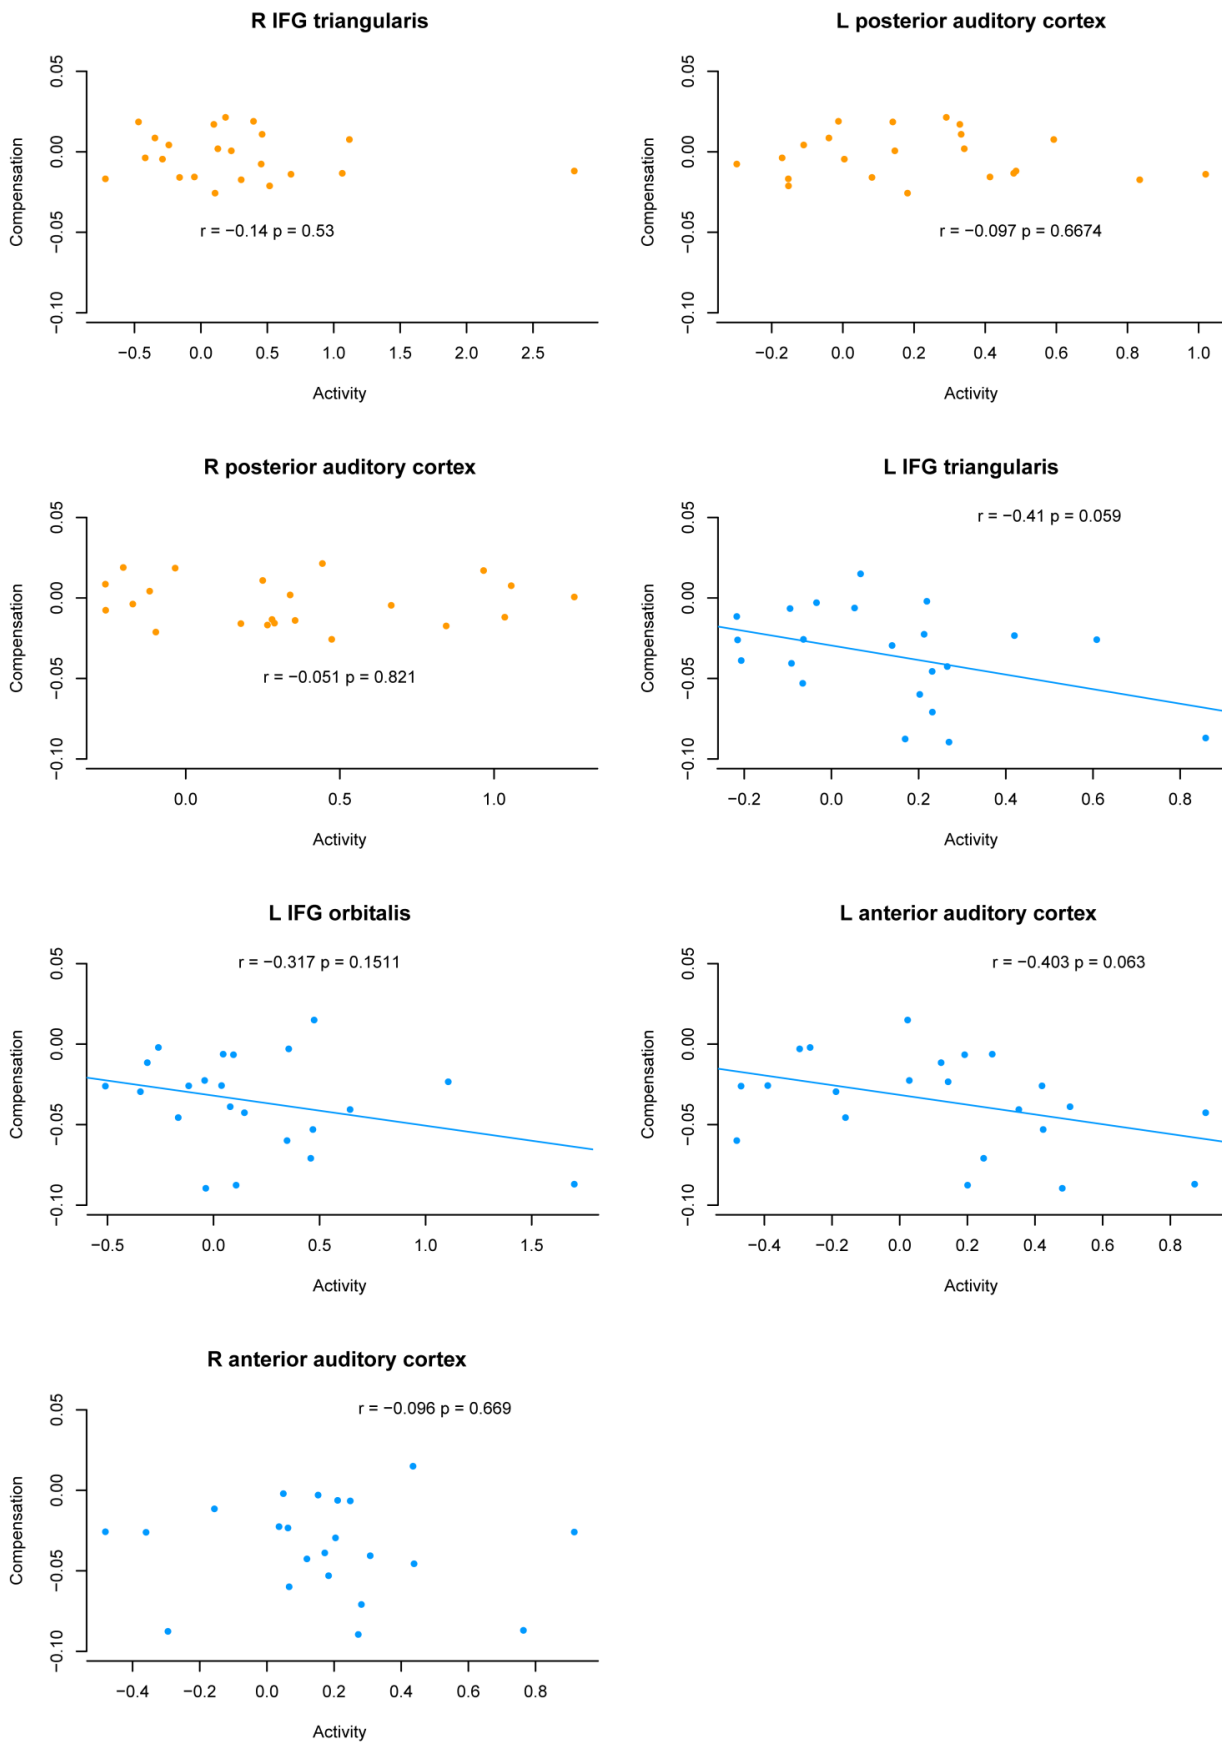 R IFG triangularis
Compensation
0.05
0.00
−0.05
−0.10
r = −0.14 p = 0.53
−0.5 0.0 0.5 1.0 1.5 2.0 2.5
Activity
L posterior auditory cortex
Compensation
0.05
0.00
−0.05
−0.10
r = −0.097 p = 0.6674
−0.2 0.0 0.2 0.4 0.6 0.8 1.0
Activity
R posterior auditory cortex
Compensation
0.05
0.00
−0.05
−0.10
r = −0.051 p = 0.821
0.0 0.5 1.0
Activity
L IFG triangularis
Compensation
0.05
0.00
−0.05
−0.10
r = −0.41 p = 0.059
−0.2 0.0 0.2 0.4 0.6 0.8
Activity
L IFG orbitalis
Compensation
0.05
0.00
−0.05
−0.10
r = −0.317 p = 0.1511
−0.5 0.0 0.5 1.0 1.5
Activity
L anterior auditory cortex
Compensation
0.05
0.00
−0.05
−0.10
r = −0.403 p = 0.063
−0.4 −0.2 0.0 0.2 0.4 0.6 0.8
Activity
R anterior auditory cortex
Compensation
0.05
0.00
−0.05
−0.10
r = −0.096 p = 0.669
−0.4 −0.2 0.0 0.2 0.4 0.6 0.8
Activity